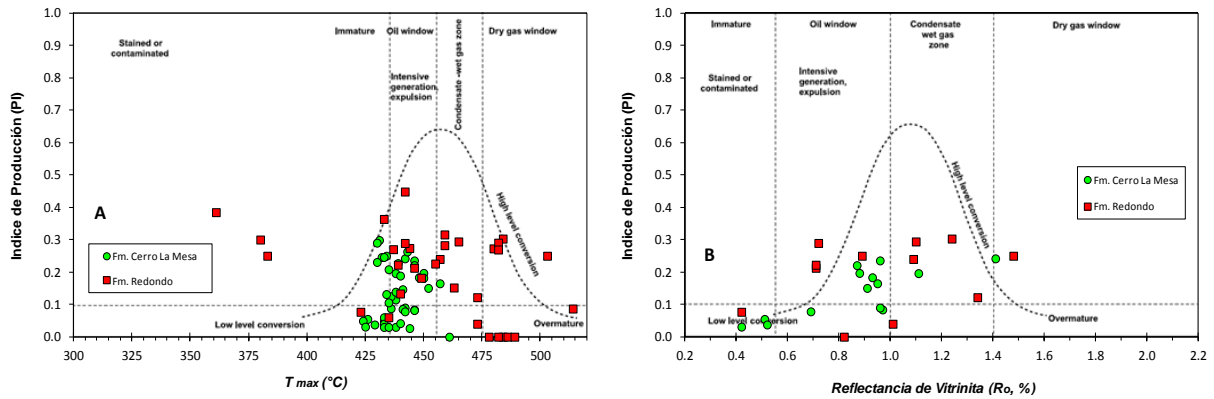 Indice de Producción (PI)
1.0
0.9
0.8
0.7
0.6
0.5
0.4
0.3
0.2
0.1
0.0
Stained or
contaminated
Immature
Oil window
Dry gas window
Intensive
generation,
expulsion
Condensate -wet gas zone
High level conversion
A
Fm. Cerro La Mesa
Fm. Redondo
Low level conversion
Overmature
300 325 350 375 400 425 450 475 500
T max (°C)
Indice de Producción (PI)
1.0
0.9
0.8
0.7
0.6
0.5
0.4
0.3
0.2
0.1
0.0
Immature
Oil window
Condensate
wet gas
zone
Dry gas window
Stained or
contaminated
Intensive
generation,
expulsion
High level conversion
Fm. Cerro La Mesa
Fm. Redondo
B
Low level conversion
Overmature
0.2 0.4 0.6 0.8 1.0 1.2 1.4 1.6 1.8 2.0 2.2
Reflectancia de Vitrinita (Ro, %)